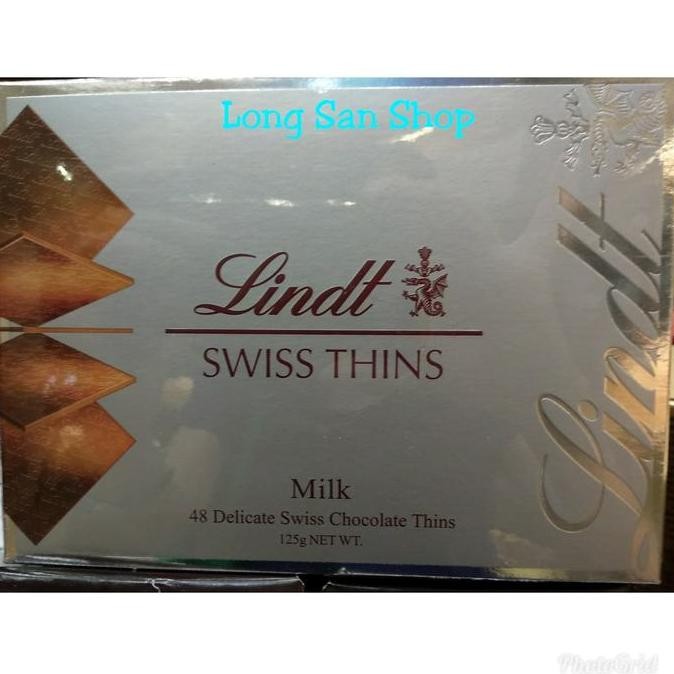 Long San Shop
Lindt
SWISS THINS
Milk
48 Delicate Swiss Chocolate Thins
125g NET WT.
Lindt
PhotoGrid